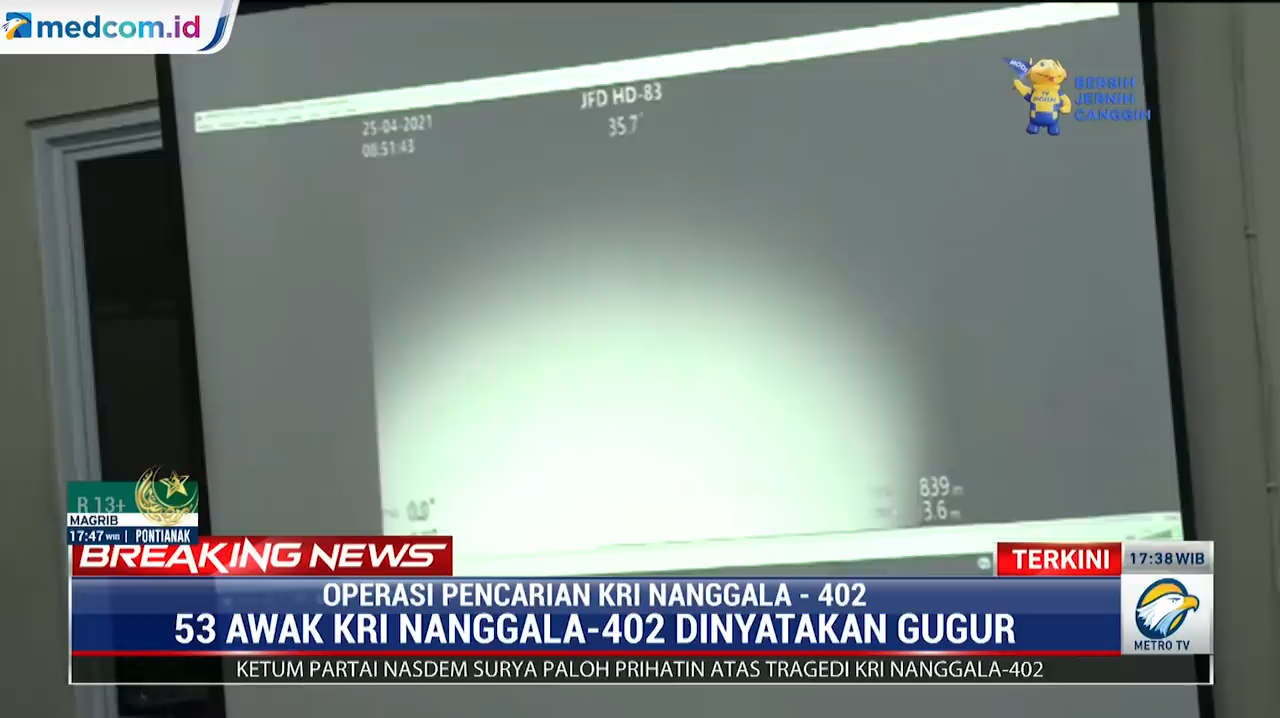 medcom.id
JFD HD-83
25-04-2021
35.7°
08:51:43
BERSIH
JERNIH
CANGGIH
0.0°
839 m
3.6 m
R 13+
MAGRIB
17:47 WIB | PONTIANAK
BREAKING NEWS
TERKINI
17:38 WIB
OPERASI PENCARIAN KRI NANGGALA - 402
53 AWAK KRI NANGGALA-402 DINYATAKAN GUGUR
METRO TV
KETUM PARTAI NASDEM SURYA PALOH PRIHATIN ATAS TRAGEDI KRI NANGGALA-402